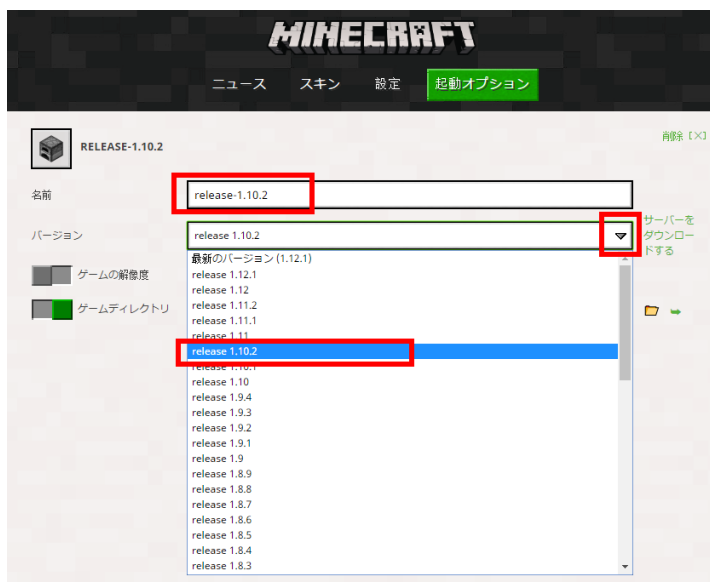 MINECRAFT
ニュース スキン 設定 起動オプション
RELEASE-1.10.2
削除 [X]
名前
release-1.10.2
バージョン
release 1.10.2
サーバーを
ダウンロー
ドする
最新のバージョン (1.12.1)
release 1.12.1
release 1.12
release 1.11.2
release 1.11.1
release 1.11
release 1.10.2
release 1.10.1
release 1.10
release 1.9.4
release 1.9.3
release 1.9.2
release 1.9.1
release 1.9
release 1.8.9
release 1.8.8
release 1.8.7
release 1.8.6
release 1.8.5
release 1.8.4
release 1.8.3
ゲームの解像度
ゲームディレクトリ